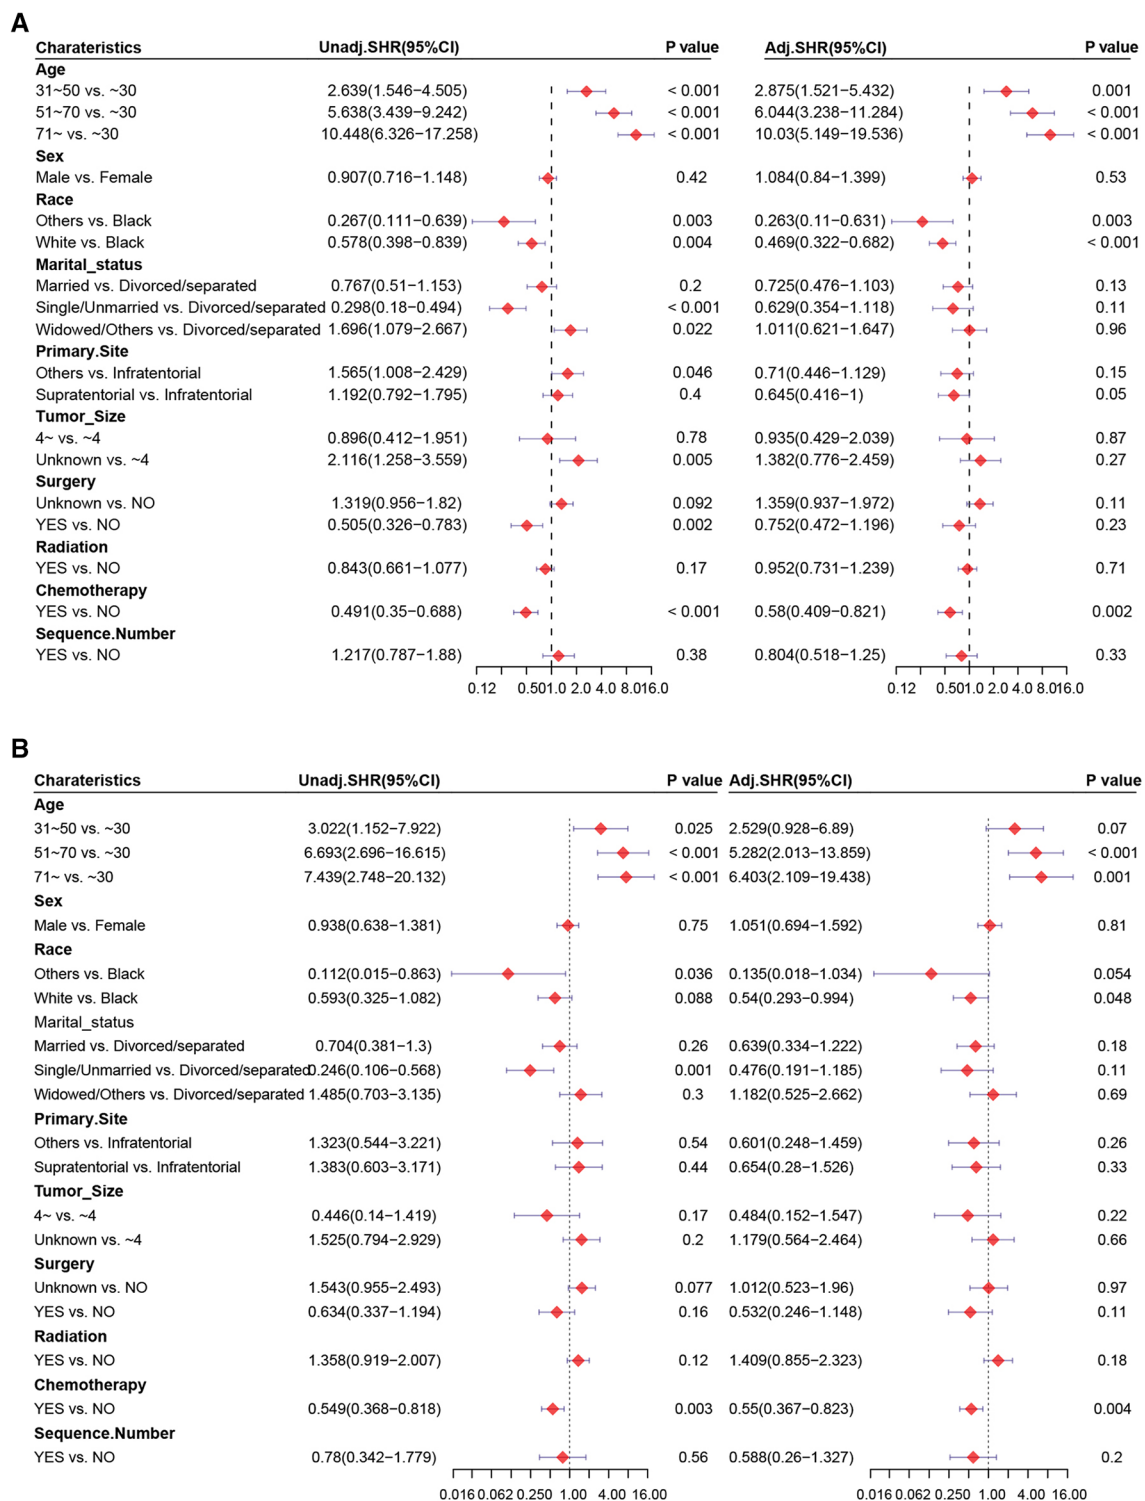 A
Charateristics Unadj.SHR(95%CI) P value Adj.SHR(95%CI) P value
Age
31~50 vs. ~30 2.639(1.546−4.505) < 0.001 2.875(1.521−5.432) 0.001
51~70 vs. ~30 5.638(3.439−9.242) < 0.001 6.044(3.238−11.284) < 0.001
71~ vs. ~30 10.448(6.326−17.258) < 0.001 10.03(5.149−19.536) < 0.001
Sex
Male vs. Female 0.907(0.716−1.148) 0.42 1.084(0.84−1.399) 0.53
Race
Others vs. Black 0.267(0.111−0.639) 0.003 0.263(0.11−0.631) 0.003
White vs. Black 0.578(0.398−0.839) 0.004 0.469(0.322−0.682) < 0.001
Marital_status
Married vs. Divorced/separated 0.767(0.51−1.153) 0.2 0.725(0.476−1.103) 0.13
Single/Unmarried vs. Divorced/separated 0.298(0.18−0.494) < 0.001 0.629(0.354−1.118) 0.11
Widowed/Others vs. Divorced/separated 1.696(1.079−2.667) 0.022 1.011(0.621−1.647) 0.96
Primary.Site
Others vs. Infratentorial 1.565(1.008−2.429) 0.046 0.71(0.446−1.129) 0.15
Supratentorial vs. Infratentorial 1.192(0.792−1.795) 0.4 0.645(0.416−1) 0.05
Tumor_Size
4~ vs. ~4 0.896(0.412−1.951) 0.78 0.935(0.429−2.039) 0.87
Unknown vs. ~4 2.116(1.258−3.559) 0.005 1.382(0.776−2.459) 0.27
Surgery
Unknown vs. NO 1.319(0.956−1.82) 0.092 1.359(0.937−1.972) 0.11
YES vs. NO 0.505(0.326−0.783) 0.002 0.752(0.472−1.196) 0.23
Radiation
YES vs. NO 0.843(0.661−1.077) 0.17 0.952(0.731−1.239) 0.71
Chemotherapy
YES vs. NO 0.491(0.35−0.688) < 0.001 0.58(0.409−0.821) 0.002
Sequence.Number
YES vs. NO 1.217(0.787−1.88) 0.38 0.804(0.518−1.25) 0.33
0.12 0.501.0 2.0 4.0 8.016.0 0.12 0.501.0 2.0 4.0 8.016.0
B
Charateristics Unadj.SHR(95%CI) P value Adj.SHR(95%CI) P value
Age
31~50 vs. ~30 3.022(1.152−7.922) 0.025 2.529(0.928−6.89) 0.07
51~70 vs. ~30 6.693(2.696−16.615) < 0.001 5.282(2.013−13.859) < 0.001
71~ vs. ~30 7.439(2.748−20.132) < 0.001 6.403(2.109−19.438) 0.001
Sex
Male vs. Female 0.938(0.638−1.381) 0.75 1.051(0.694−1.592) 0.81
Race
Others vs. Black 0.112(0.015−0.863) 0.036 0.135(0.018−1.034) 0.054
White vs. Black 0.593(0.325−1.082) 0.088 0.54(0.293−0.994) 0.048
Marital_status
Married vs. Divorced/separated 0.704(0.381−1.3) 0.26 0.639(0.334−1.222) 0.18
Single/Unmarried vs. Divorced/separated 0.246(0.106−0.568) 0.001 0.476(0.191−1.185) 0.11
Widowed/Others vs. Divorced/separated 1.485(0.703−3.135) 0.3 1.182(0.525−2.662) 0.69
Primary.Site
Others vs. Infratentorial 1.323(0.544−3.221) 0.54 0.601(0.248−1.459) 0.26
Supratentorial vs. Infratentorial 1.383(0.603−3.171) 0.44 0.654(0.28−1.526) 0.33
Tumor_Size
4~ vs. ~4 0.446(0.14−1.419) 0.17 0.484(0.152−1.547) 0.22
Unknown vs. ~4 1.525(0.794−2.929) 0.2 1.179(0.564−2.464) 0.66
Surgery
Unknown vs. NO 1.543(0.955−2.493) 0.077 1.012(0.523−1.96) 0.97
YES vs. NO 0.634(0.337−1.194) 0.16 0.532(0.246−1.148) 0.11
Radiation
YES vs. NO 1.358(0.919−2.007) 0.12 1.409(0.855−2.323) 0.18
Chemotherapy
YES vs. NO 0.549(0.368−0.818) 0.003 0.55(0.367−0.823) 0.004
Sequence.Number
YES vs. NO 0.78(0.342−1.779) 0.56 0.588(0.26−1.327) 0.2
0.016 0.062 0.250 1.00 4.00 16.00 0.016 0.062 0.250 1.00 4.00 16.00